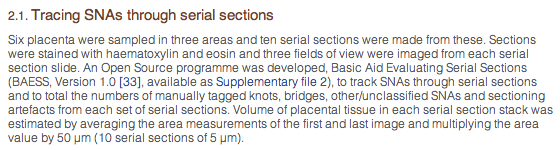 2.1. Tracing SNAs through serial sections
Six placenta were sampled in three areas and ten serial sections were made from these. Sections
were stained with haematoxylin and eosin and three fields of view were imaged from each serial
section slide. An Open Source programme was developed, Basic Aid Evaluating Serial Sections
(BAESS, Version 1.0 [33], available as Supplementary file 2), to track SNAs through serial sections
and to total the numbers of manually tagged knots, bridges, other/unclassified SNAs and sectioning
artefacts from each set of serial sections. Volume of placental tissue in each serial section stack was
estimated by averaging the area measurements of the first and last image and multiplying the area
value by 50 μm (10 serial sections of 5 μm).